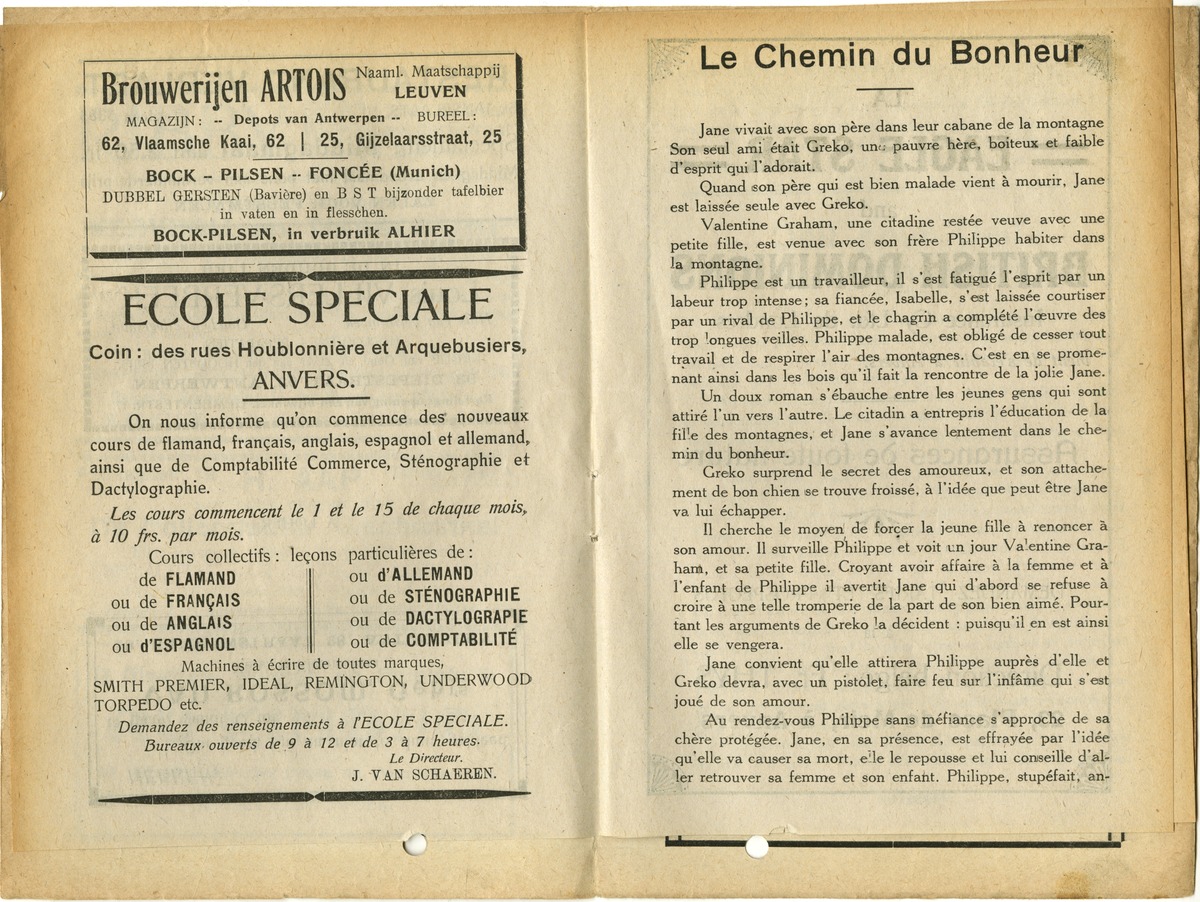 Brouwerijen ARTOIS Naaml. Maatschappij
LEUVEN
MAGAZIJN: -- Depots van Antwerpen -- BUREEL:
62, Vlaamsche Kaai, 62 | 25, Gijzelaarsstraat, 25
BOCK – PILSEN -- FONCÉE (Munich)
DUBBEL GERSTEN (Bavière) en B S T bijzonder tafelbier
in vaten en in flesschen.
BOCK-PILSEN, in verbruik ALHIER
ECOLE SPECIALE
Coin: des rues Houblonnière et Arquebusiers,
ANVERS.
On nous informe qu'on commence des nouveaux
cours de flamand, français, anglais, espagnol et allemand,
ainsi que de Comptabilité Commerce, Sténographie et
Dactylographie.
Les cours commencent le 1 et le 15 de chaque mois,
à 10 frs. par mois.
Cours collectifs: leçons particulières de:
de FLAMAND ou d'ALLEMAND
ou de FRANÇAIS ou de STÉNOGRAPHIE
ou de ANGLAIS ou de DACTYLOGRAPIE
ou d'ESPAGNOL ou de COMPTABILITÉ
Machines à écrire de toutes marques,
SMITH PREMIER, IDEAL, REMINGTON, UNDERWOOD
TORPEDO etc.
Demandez des renseignements à l'ECOLE SPECIALE.
Bureaux ouverts de 9 à 12 et de 3 à 7 heures.
Le Directeur.
J. VAN SCHAEREN.
Le Chemin du Bonheur
Jane vivait avec son père dans leur cabane de la montagne
Son seul ami était Greko, une pauvre hère, boiteux et faible
d'esprit qui l'adorait.
Quand son père qui est bien malade vient à mourir, Jane
est laissée seule avec Greko.
Valentine Graham, une citadine restée veuve avec une
petite fille, est venue avec son frère Philippe habiter dans
la montagne.
Philippe est un travailleur, il s'est fatigué l'esprit par un
labeur trop intense; sa fiancée, Isabelle, s'est laissée courtiser
par un rival de Philippe, et le chagrin a complété l'œuvre des
trop longues veilles. Philippe malade, est obligé de cesser tout
travail et de respirer l'air des montagnes. C'est en se prome-
nant ainsi dans les bois qu'il fait la rencontre de la jolie Jane.
Un doux roman s'ébauche entre les jeunes gens qui sont
attiré l'un vers l'autre. Le citadin a entrepris l'éducation de la
fille des montagnes, et Jane s'avance lentement dans le che-
min du bonheur.
Greko surprend le secret des amoureux, et son attache-
ment de bon chien se trouve froissé, à l'idée que peut être Jane
va lui échapper.
Il cherche le moyen de forçer la jeune fille à renoncer à
son amour. Il surveille Philippe et voit un jour Valentine Gra-
ham, et sa petite fille. Croyant avoir affaire à la femme et à
l'enfant de Philippe il avertit Jane qui d'abord se refuse à
croire à une telle tromperie de la part de son bien aimé. Pour-
tant les arguments de Greko la décident : puisqu'il en est ainsi
elle se vengera.
Jane convient qu'elle attirera Philippe auprès d'elle et
Greko devra, avec un pistolet, faire feu sur l'infâme qui s'est
joué de son amour.
Au rendez-vous Philippe sans méfiance s'approche de sa
chère protégée. Jane, en sa présence, est effrayée par l'idée
qu'elle va causer sa mort, elle le repousse et lui conseille d'al-
ler retrouver sa femme et son enfant. Philippe, stupéfait, an-